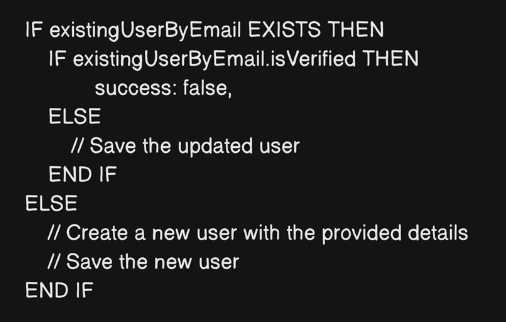 IF existingUserByEmail EXISTS THEN
IF existingUserByEmail.isVerified THEN
success: false,
ELSE
// Save the updated user
END IF
ELSE
// Create a new user with the provided details
// Save the new user
END IF